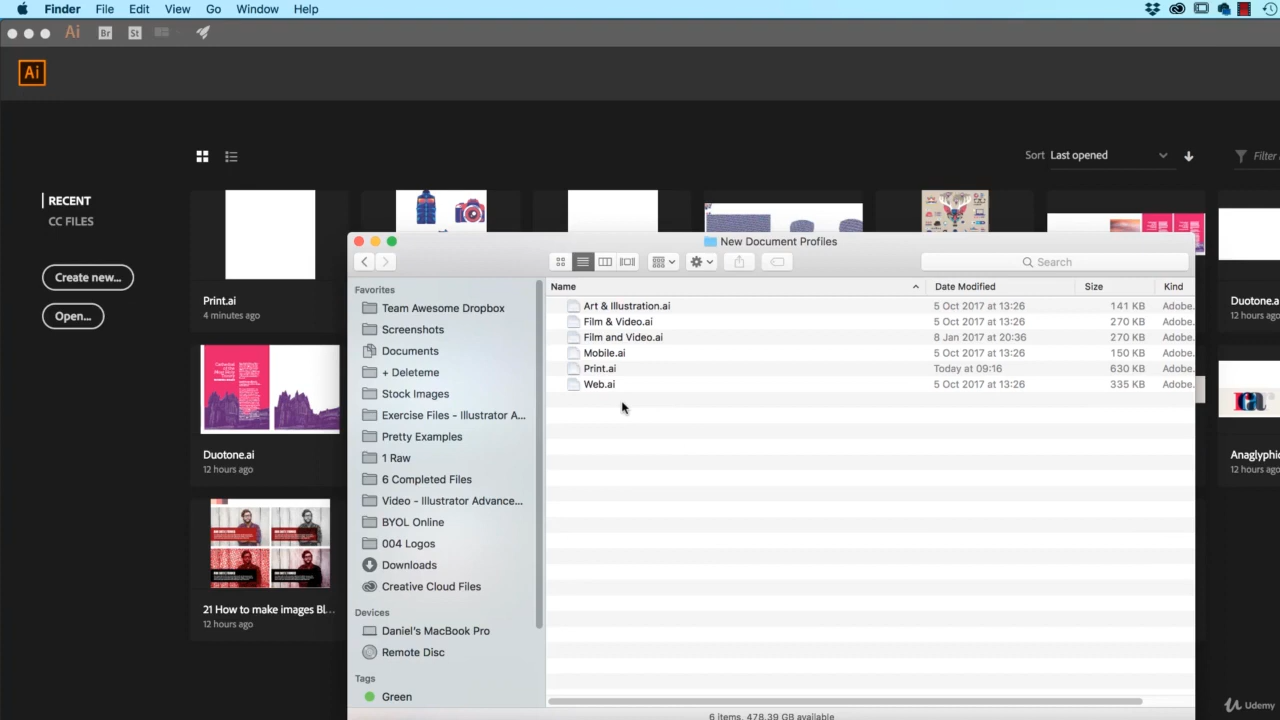 Finder File Edit View Go Window Help
Ai Br St
Ai
Sort Last opened Filter
RECENT
CC FILES
Create new...
Open...
Print.ai
4 minutes ago
Duotone.ai
12 hours ago
21 How to make images Bl...
12 hours ago
Duotone.a
12 hours
Anaglyphic
12 hours
New Document Profiles
Search
Favorites
Team Awesome Dropbox
Screenshots
Documents
+ Deleteme
Stock Images
Exercise Files - Illustrator A...
Pretty Examples
1 Raw
6 Completed Files
Video - Illustrator Advance...
BYOL Online
004 Logos
Downloads
Creative Cloud Files
Devices
Daniel's MacBook Pro
Remote Disc
Tags
Green
Name Date Modified Size Kind
Art & Illustration.ai 5 Oct 2017 at 13:26 141 KB Adobe.
Film & Video.ai 5 Oct 2017 at 13:26 270 KB Adobe.
Film and Video.ai 8 Jan 2017 at 20:36 270 KB Adobe.
Mobile.ai 5 Oct 2017 at 13:26 150 KB Adobe.
Print.ai Today at 09:16 630 KB Adobe.
Web.ai 5 Oct 2017 at 13:26 335 KB Adobe.
6 items, 478.39 GB available
Udemy